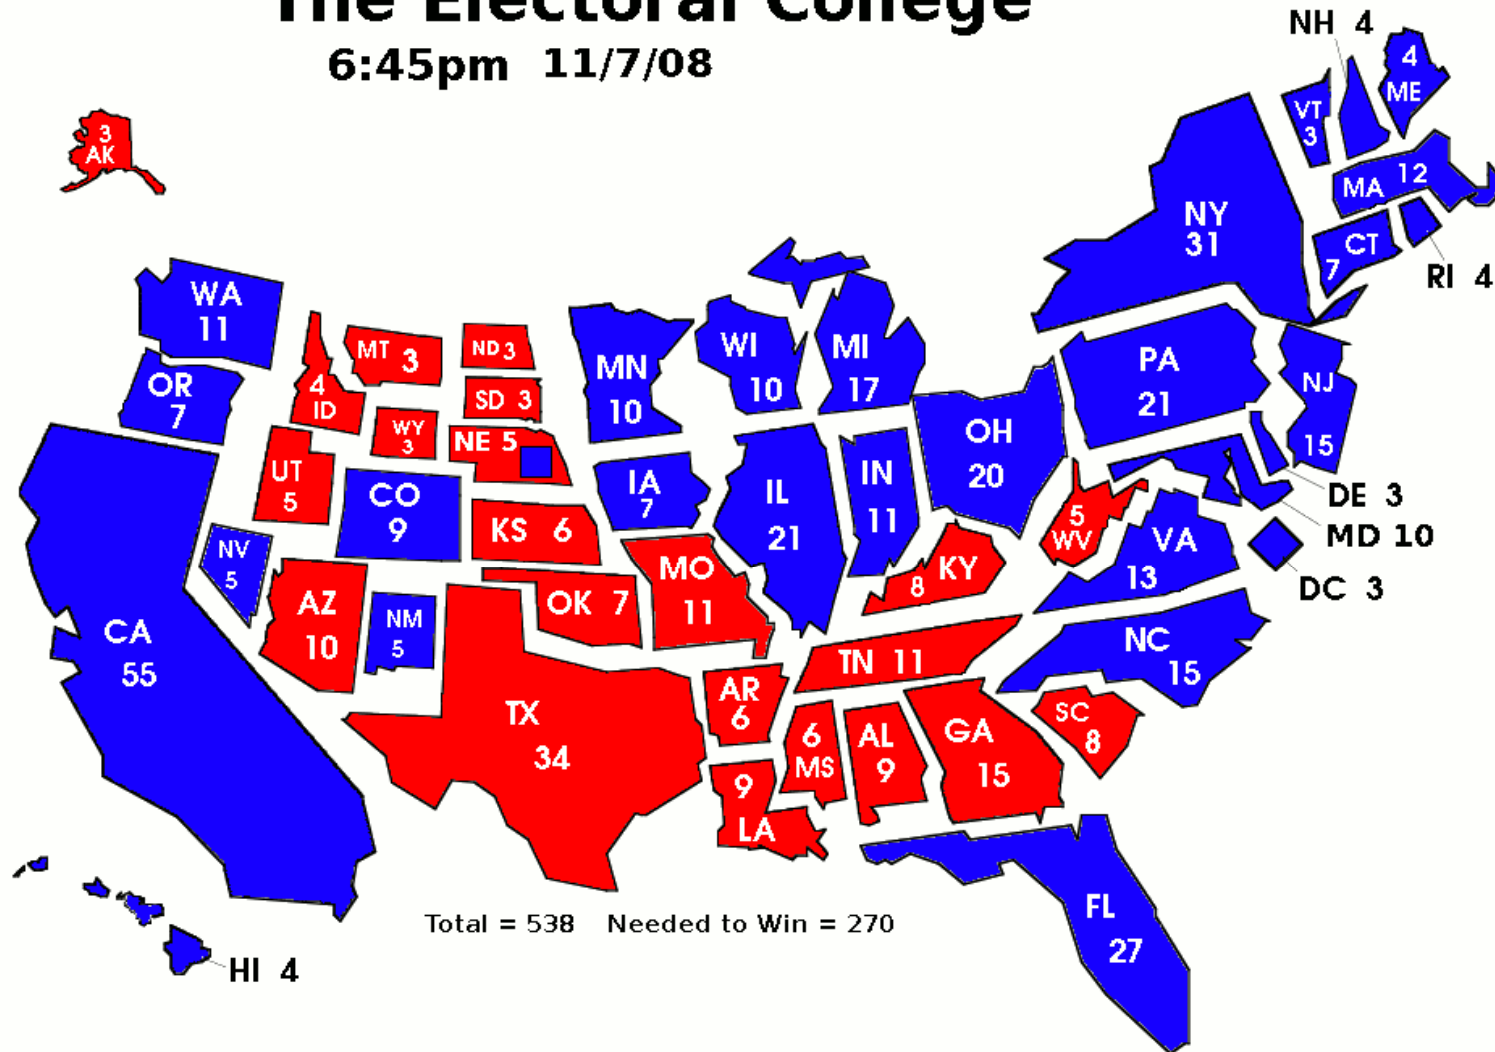 The Electoral College
6:45pm 11/7/08
NH 4
4
ME
VT
3
3
AK
MA 12
NY
31
CT
7
RI 4
WA
11
MT 3
ND 3
MN
10
WI
10
MI
17
PA
21
NJ
15
OR
7
4
ID
SD 3
WY
3
NE 5
OH
20
UT
5
CO
9
IA
7
IL
21
IN
11
DE 3
MD 10
DC 3
NV
5
KS 6
5
WV
VA
13
AZ
10
NM
5
OK 7
MO
11
KY
8
CA
55
TN 11
NC
15
TX
34
AR
6
6
MS
AL
9
GA
15
SC
8
9
LA
FL
27
Total = 538 Needed to Win = 270
HI 4